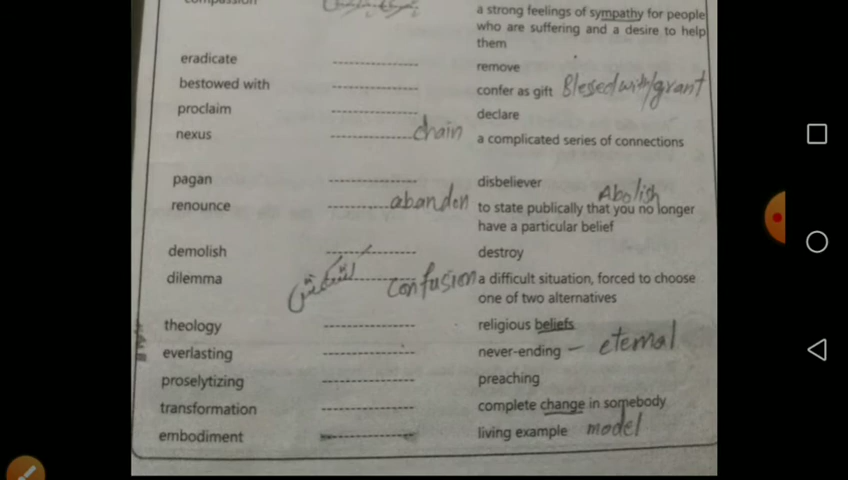 compassion a strong feelings of sympathy for people
who are suffering and a desire to help
them
eradicate remove
bestowed with confer as gift Blessed with/grant
proclaim declare
nexus chain a complicated series of connections
pagan disbeliever
Abolish
renounce abandon to state publically that you no longer
have a particular belief
demolish destroy
dilemma کشمکش confusion a difficult situation, forced to choose
one of two alternatives
theology religious beliefs
everlasting never-ending – eternal
proselytizing preaching
transformation complete change in somebody
embodiment living example model